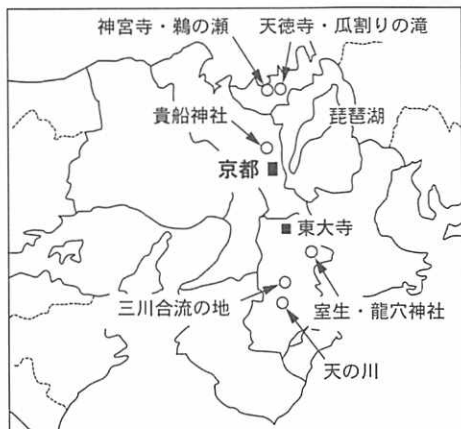 神宮寺・鵜の瀬
天徳寺・瓜割りの滝
貴船神社
琵琶湖
京都
東大寺
三川合流の地
室生・龍穴神社
天の川